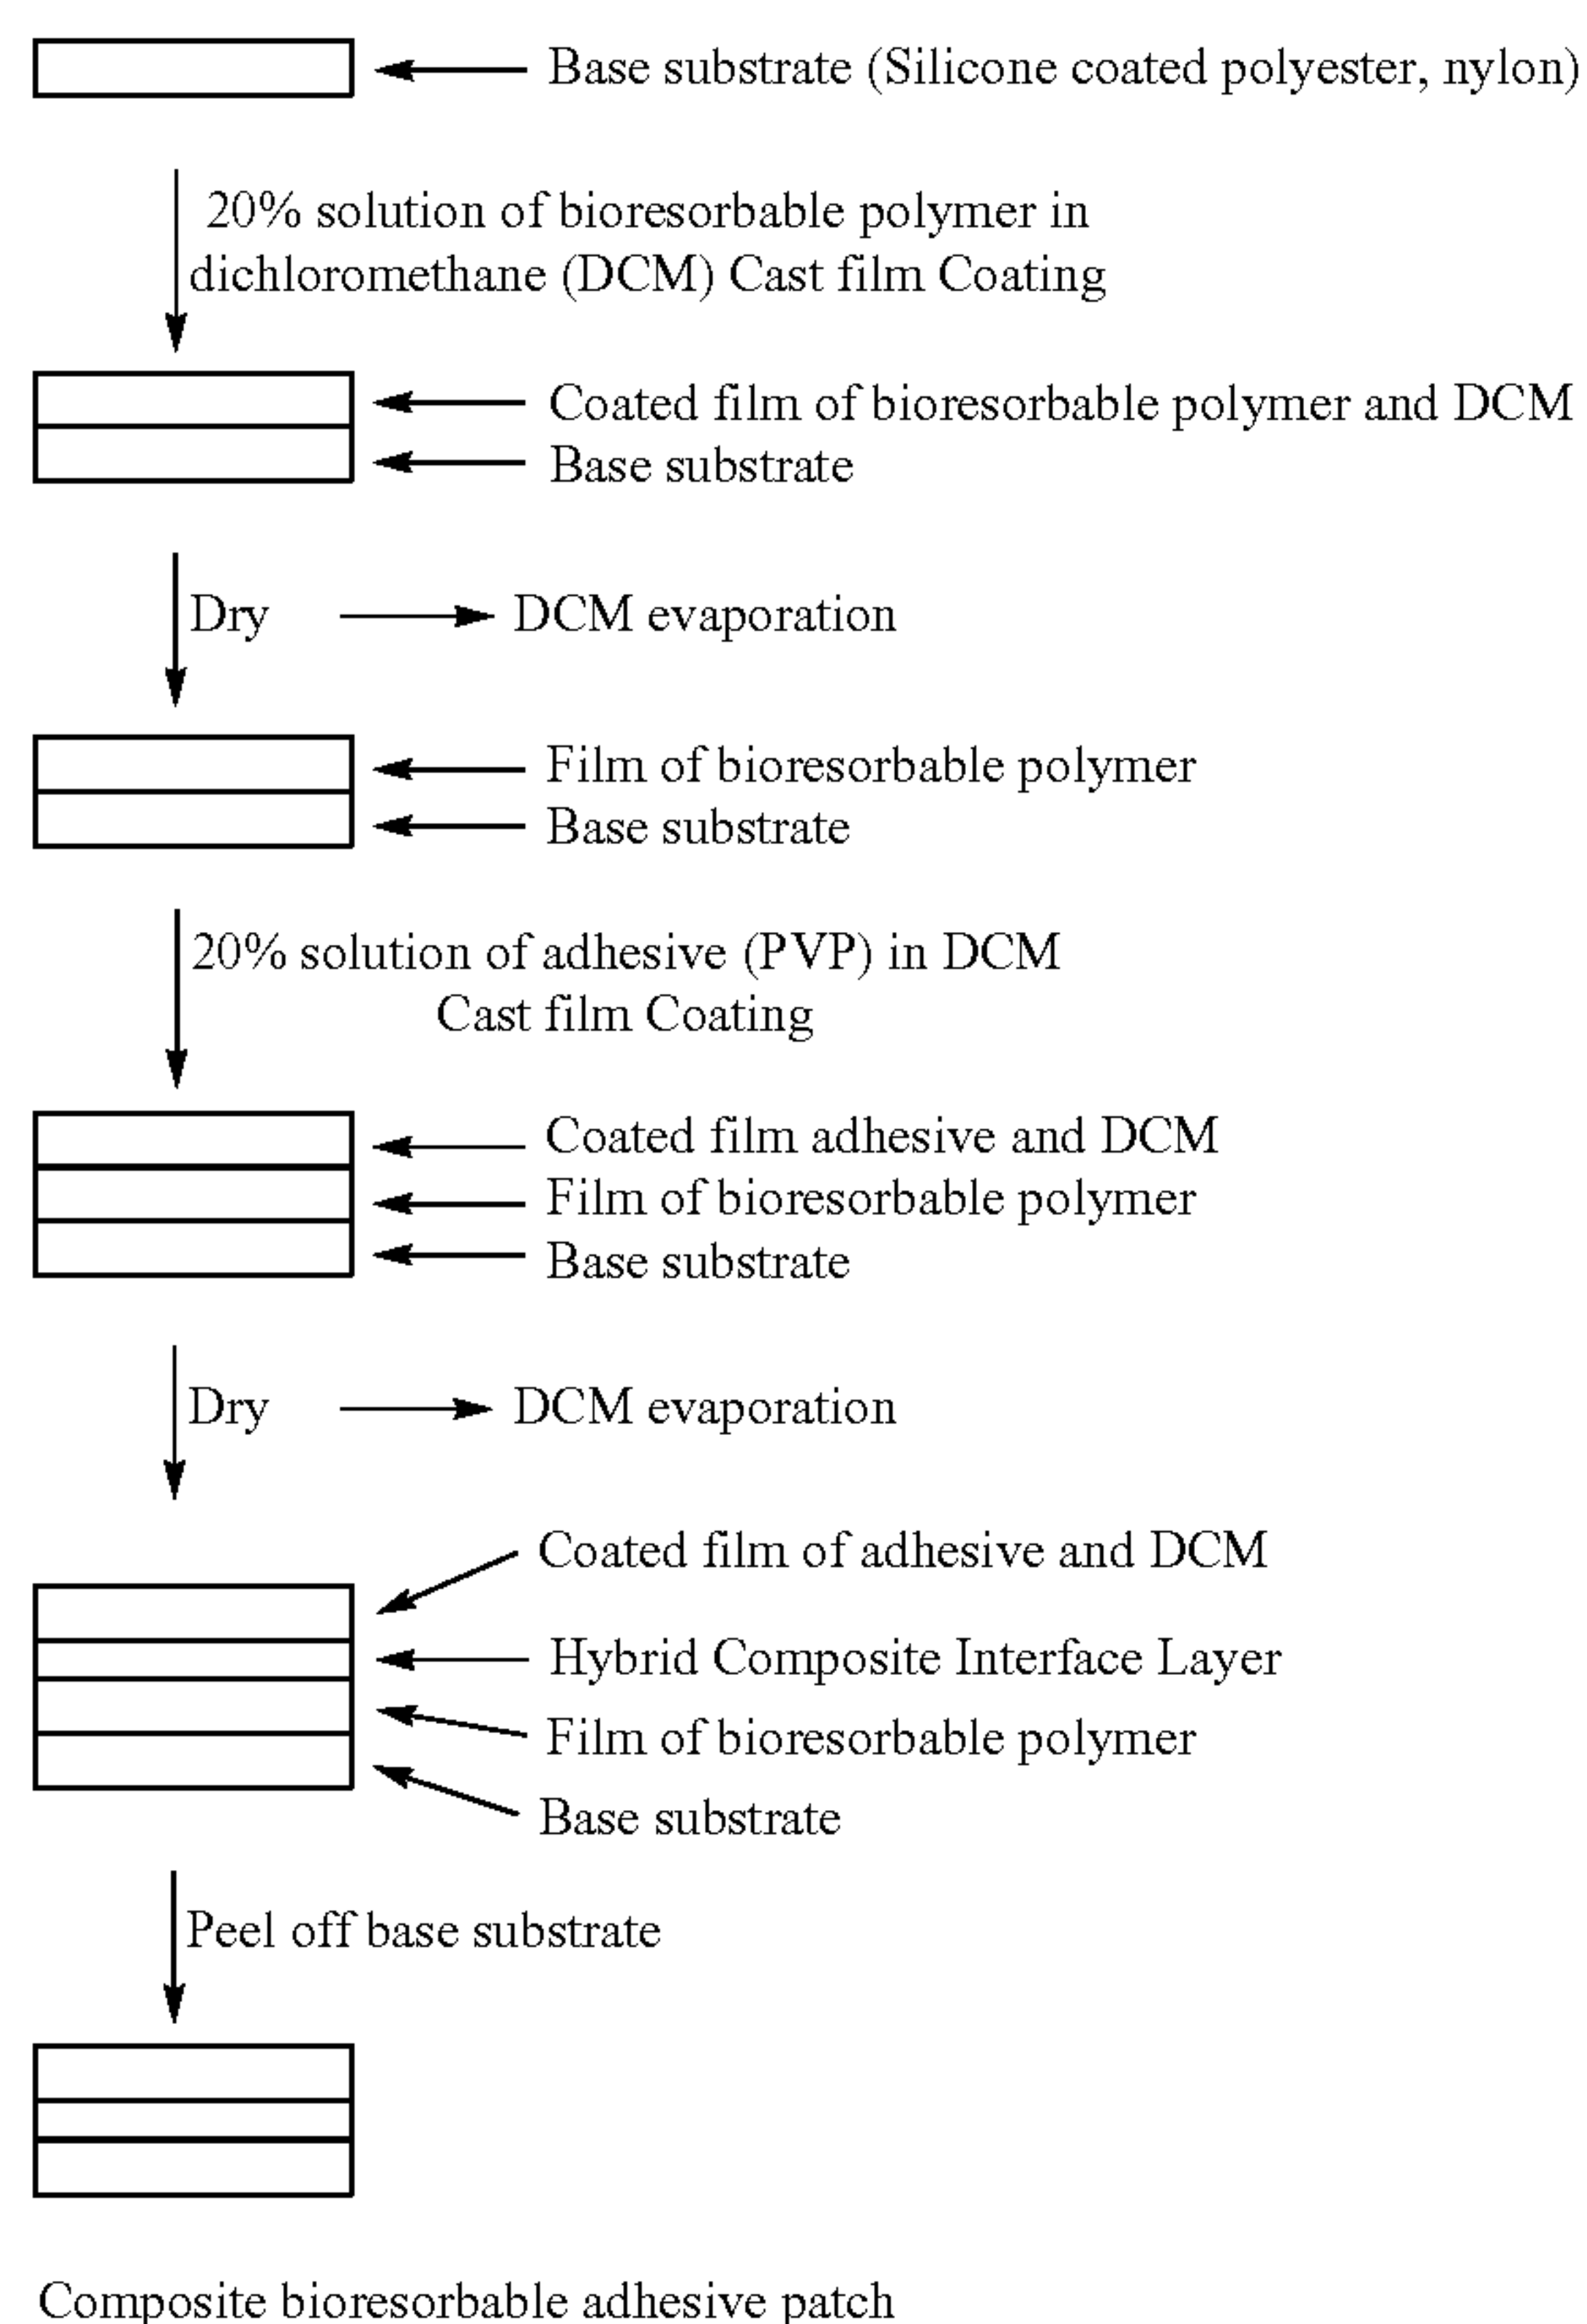 Base substrate (Silicone coated polyester, nylon)
20% solution of bioresorbable polymer in
dichloromethane (DCM) Cast film Coating
Coated film of bioresorbable polymer and DCM
Base substrate
Dry
DCM evaporation
Film of bioresorbable polymer
Base substrate
20% solution of adhesive (PVP) in DCM
Cast film Coating
Coated film adhesive and DCM
Film of bioresorbable polymer
Base substrate
Dry
DCM evaporation
Coated film of adhesive and DCM
Hybrid Composite Interface Layer
Film of bioresorbable polymer
Base substrate
Peel off base substrate
Composite bioresorbable adhesive patch